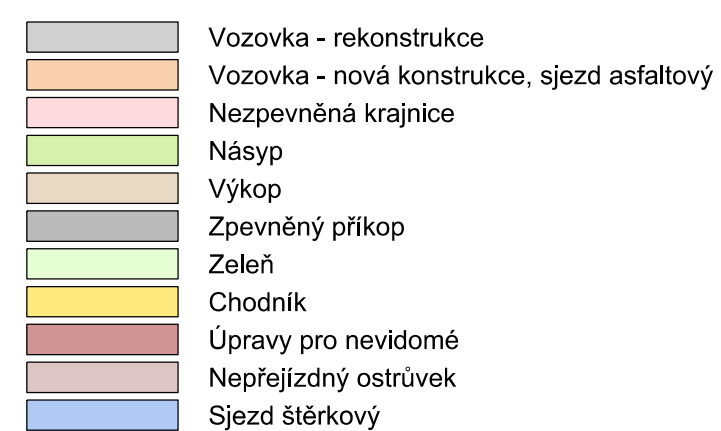 Vozovka - rekonstrukce
Vozovka - nová konstrukce, sjezd asfaltový
Nezpevněná krajnice
Násyp
Výkop
Zpevněný příkop
Zeleň
Chodník
Úpravy pro nevidomé
Nepřejízdný ostrůvek
Sjezd štěrkový